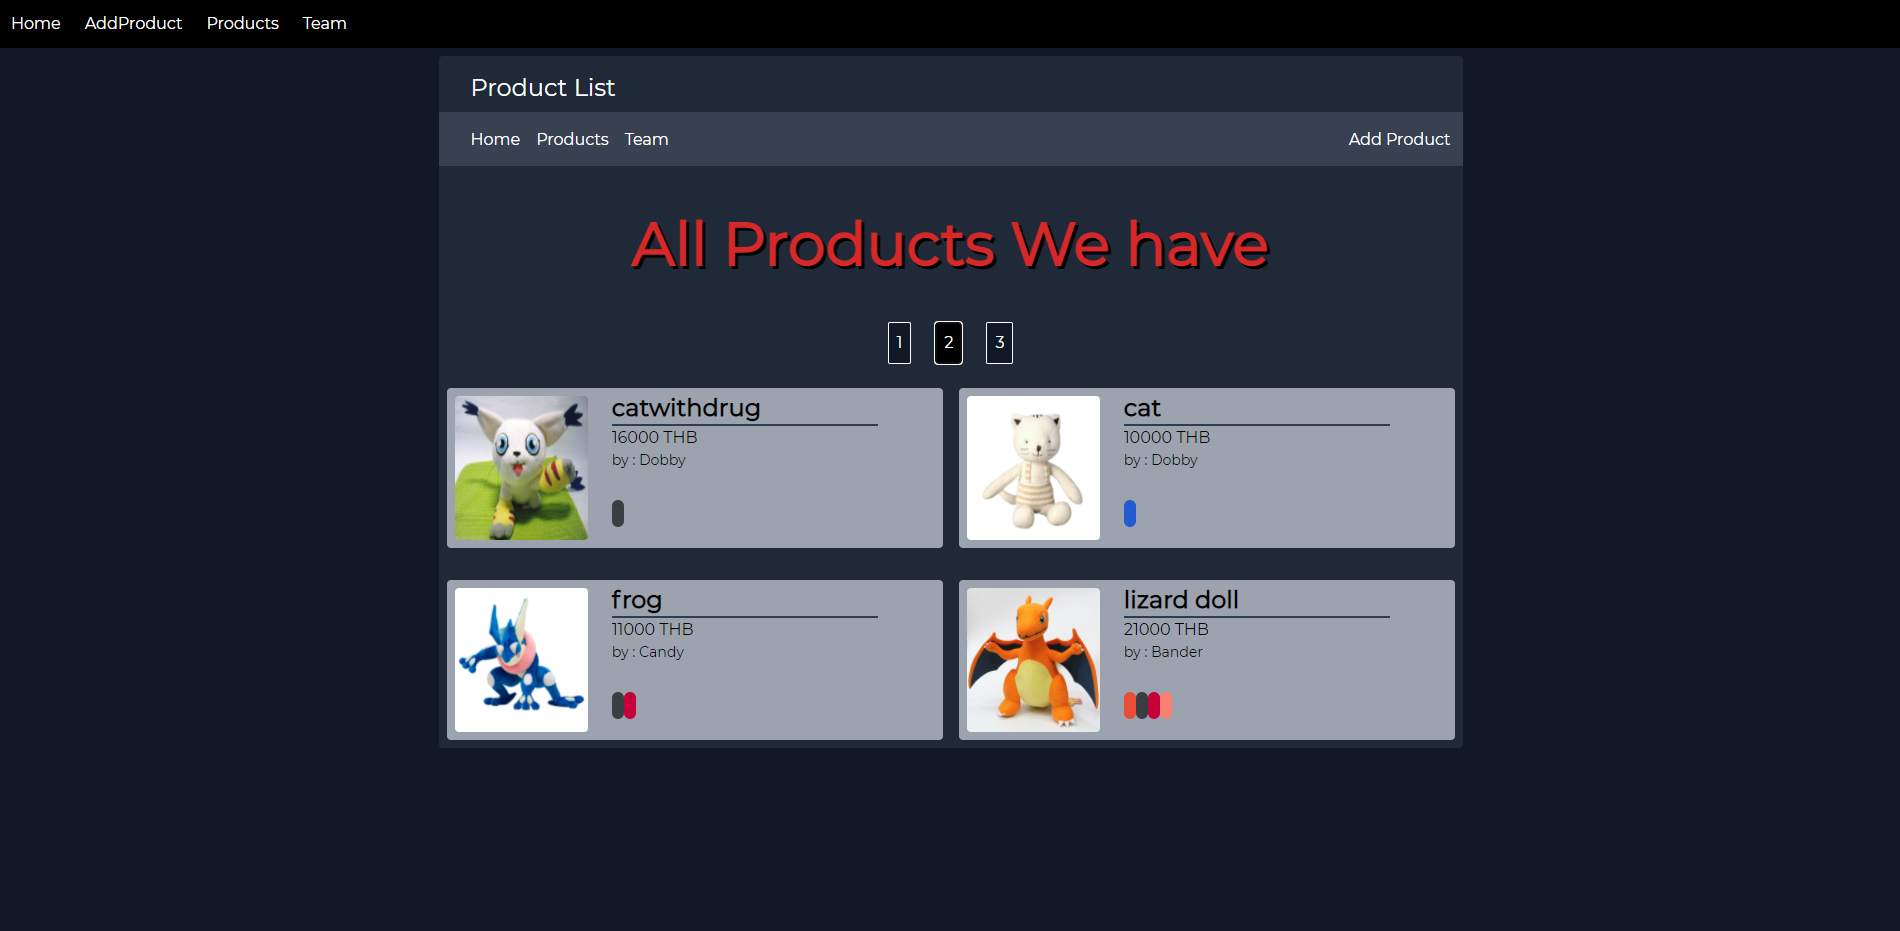 Home AddProduct Products Team
Product List
Home Products Team Add Product
All Products We have
1 2 3
catwithdrug
16000 THB
by : Dobby
cat
10000 THB
by : Dobby
frog
11000 THB
by : Candy
lizard doll
21000 THB
by : Bander